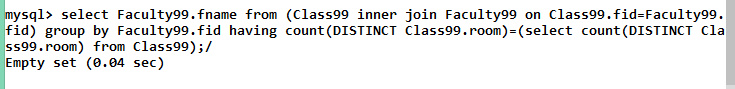 mysql> select Faculty99.fname from (Class99 inner join Faculty99 on Class99.fid=Faculty99.
fid) group by Faculty99.fid having count(DISTINCT Class99.room)=(select count(DISTINCT Cla
ss99.room) from Class99);/
Empty set (0.04 sec)